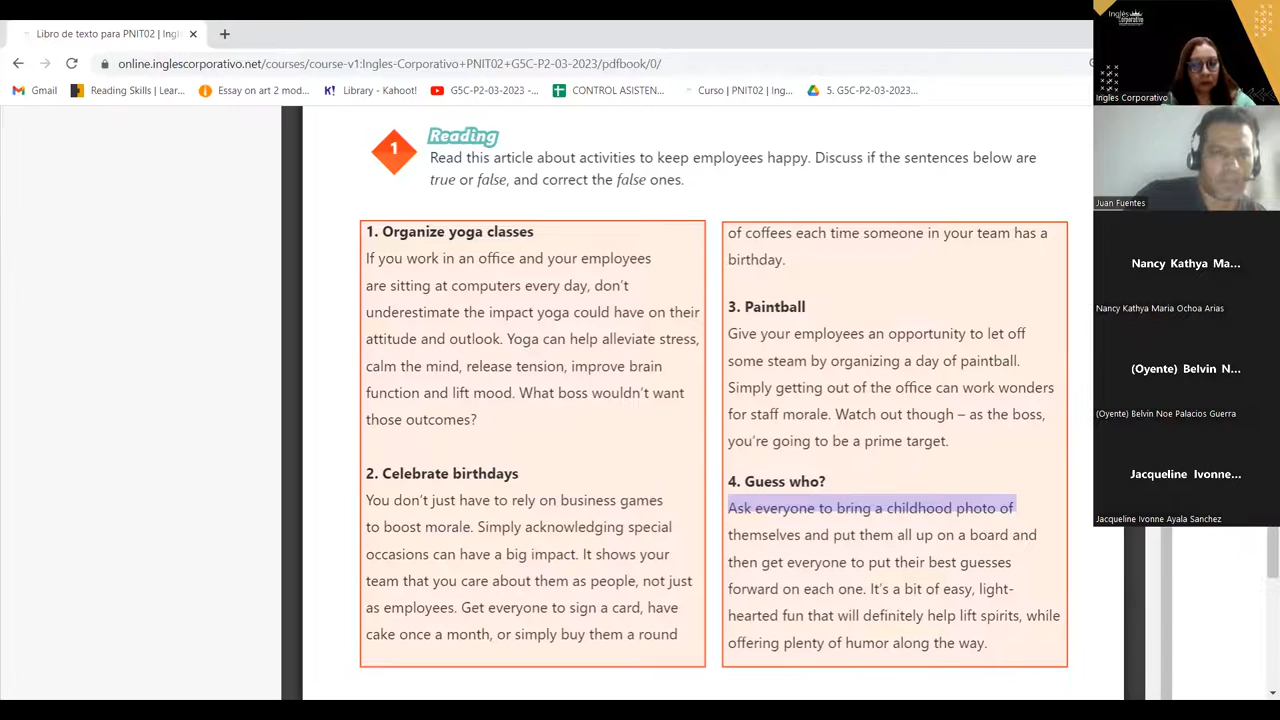 Libro de texto para PNIT02 | Ingl
online.inglescorporativo.net/courses/course-v1:Ingles-Corporativo+PNIT02+G5C-P2-03-2023/pdfbook/0/
Gmail
Reading Skills | Lear...
Essay on art 2 mod...
Library - Kahoot!
G5C-P2-03-2023 -...
CONTROL ASISTEN...
Curso | PNIT02 | Ing...
5. G5C-P2-03-2023...
1
Reading
Read this article about activities to keep employees happy. Discuss if the sentences below are
true or false, and correct the false ones.
1. Organize yoga classes
If you work in an office and your employees
are sitting at computers every day, don't
underestimate the impact yoga could have on their
attitude and outlook. Yoga can help alleviate stress,
calm the mind, release tension, improve brain
function and lift mood. What boss wouldn't want
those outcomes?
2. Celebrate birthdays
You don't just have to rely on business games
to boost morale. Simply acknowledging special
occasions can have a big impact. It shows your
team that you care about them as people, not just
as employees. Get everyone to sign a card, have
cake once a month, or simply buy them a round
of coffees each time someone in your team has a
birthday.
3. Paintball
Give your employees an opportunity to let off
some steam by organizing a day of paintball.
Simply getting out of the office can work wonders
for staff morale. Watch out though – as the boss,
you're going to be a prime target.
4. Guess who?
Ask everyone to bring a childhood photo of
themselves and put them all up on a board and
then get everyone to put their best guesses
forward on each one. It's a bit of easy, light-
hearted fun that will definitely help lift spirits, while
offering plenty of humor along the way.
Inglés
Corporativo
Ingles Corporativo
Juan Fuentes
Nancy Kathya Ma...
Nancy Kathya Maria Ochoa Arias
(Oyente) Belvin N...
(Oyente) Belvin Noe Palacios Guerra
Jacqueline Ivonne...
Jacqueline Ivonne Ayala Sanchez